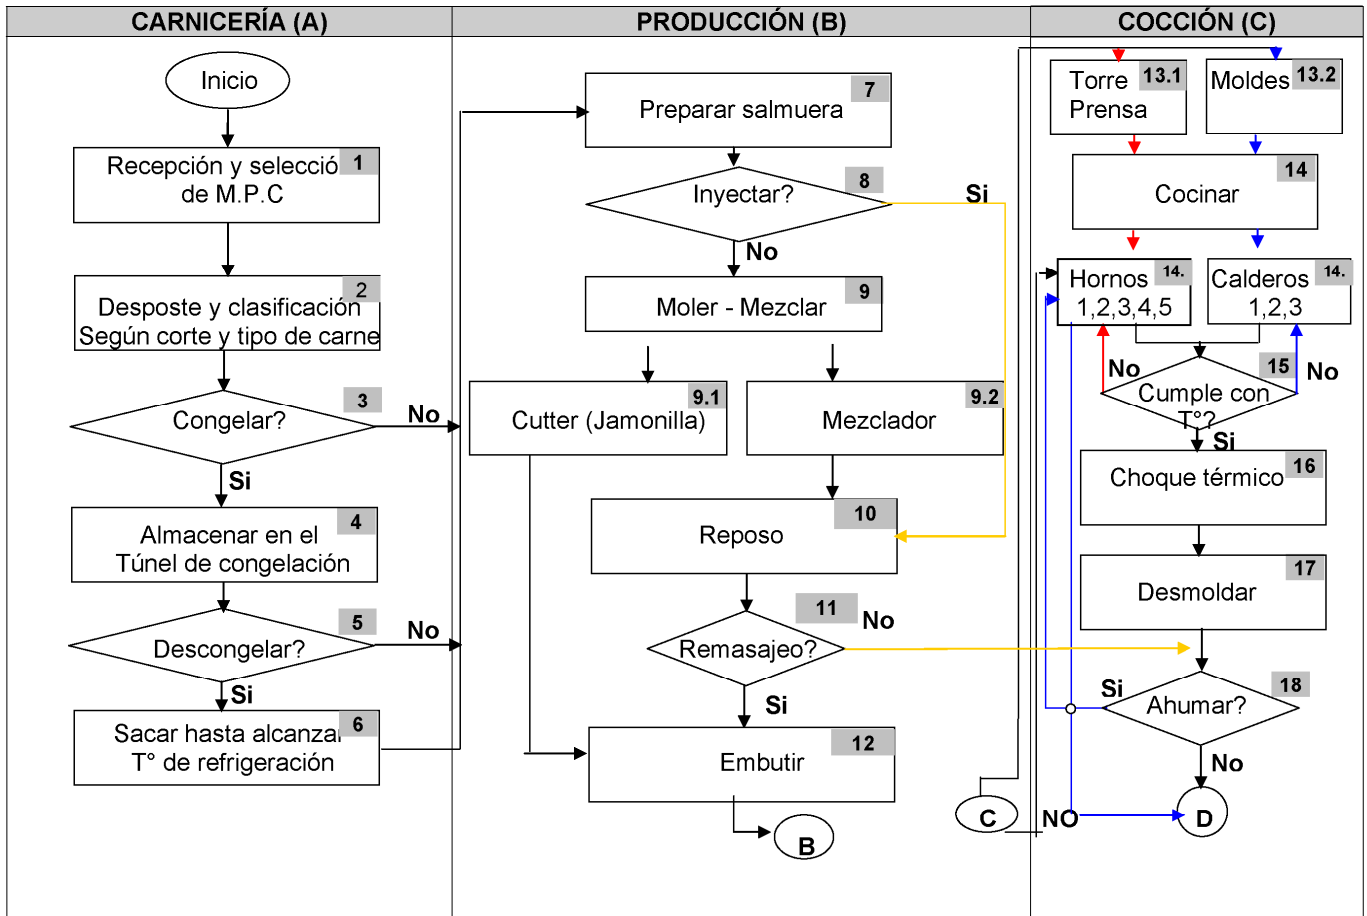 CARNICERÍA (A)
PRODUCCIÓN (B)
COCCIÓN (C)
Inicio
1
Recepción y selecció
de M.P.C
2
Desposte y clasificación
Según corte y tipo de carne
3
Congelar?
No
Si
4
Almacenar en el
Túnel de congelación
5
Descongelar?
No
Si
6
Sacar hasta alcanzar
T° de refrigeración
7
Preparar salmuera
8
Inyectar?
Si
No
9
Moler - Mezclar
9.1
Cutter (Jamonilla)
9.2
Mezclador
10
Reposo
11
Remasajeo?
No
Si
12
Embutir
B
C
NO
13.1
Torre
Prensa
13.2
Moldes
14
Cocinar
14.
Hornos
1,2,3,4,5
14.
Calderos
1,2,3
15
No
No
Cumple con
T°?
Si
16
Choque térmico
17
Desmoldar
18
Si
Ahumar?
No
D